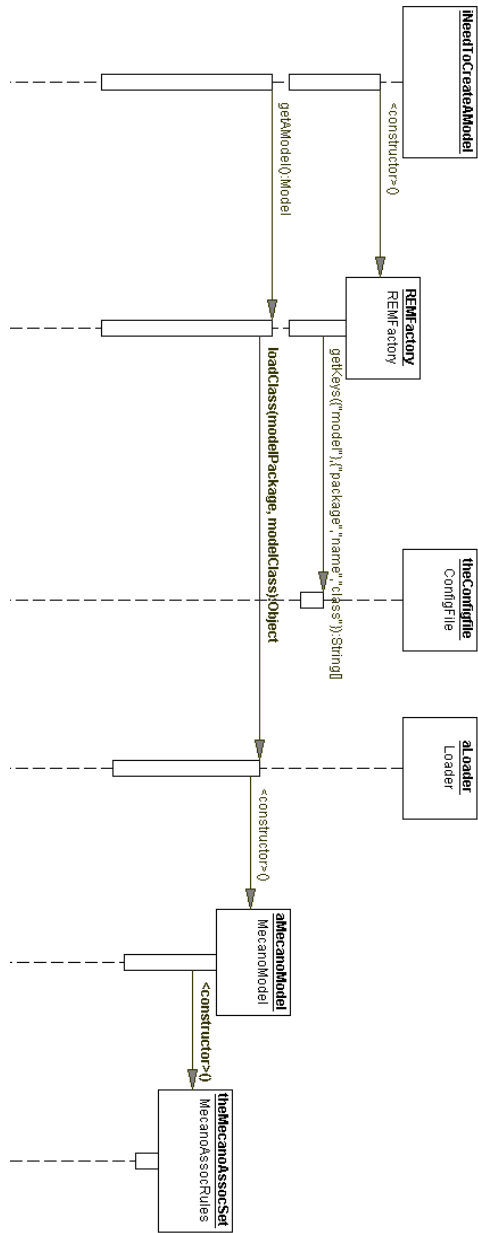 iNeedToCreateAModel
<constructor>()
getAModel():Model
REMFactory
REMFactory
getKeys({"model"},{"package","name","class"}):String[]
loadClass(modelPackage, modelClass):Object
theConfigfile
ConfigFile
aLoader
Loader
<constructor>()
aMecanoModel
MecanoModel
<constructor>()
theMecanoAssocSet
MecanoAssocRules